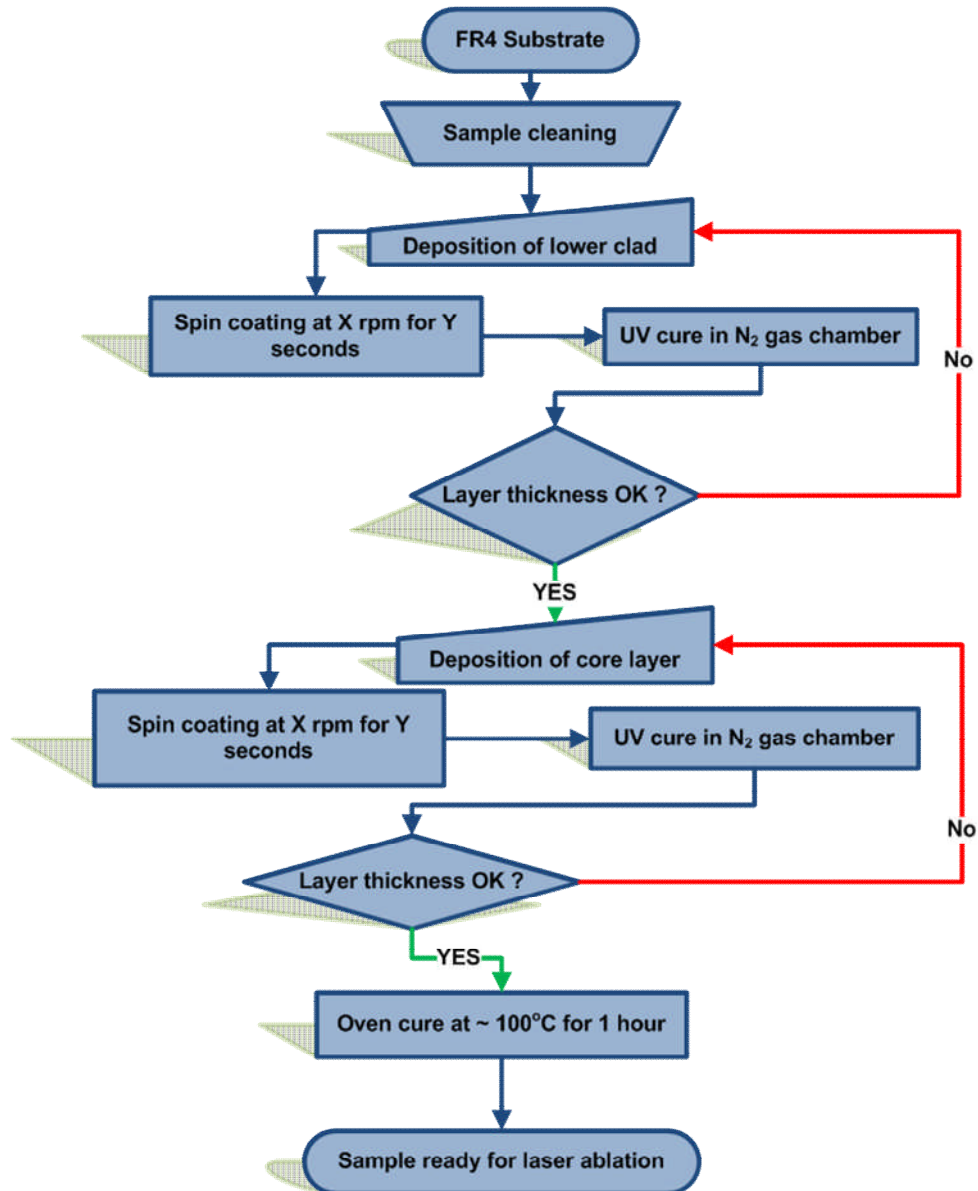 FR4 Substrate
Sample cleaning
Deposition of lower clad
Spin coating at X rpm for Y
seconds
UV cure in N₂ gas chamber
No
Layer thickness OK ?
YES
Deposition of core layer
Spin coating at X rpm for Y
seconds
UV cure in N₂ gas chamber
No
Layer thickness OK ?
YES
Oven cure at ~ 100°C for 1 hour
Sample ready for laser ablation